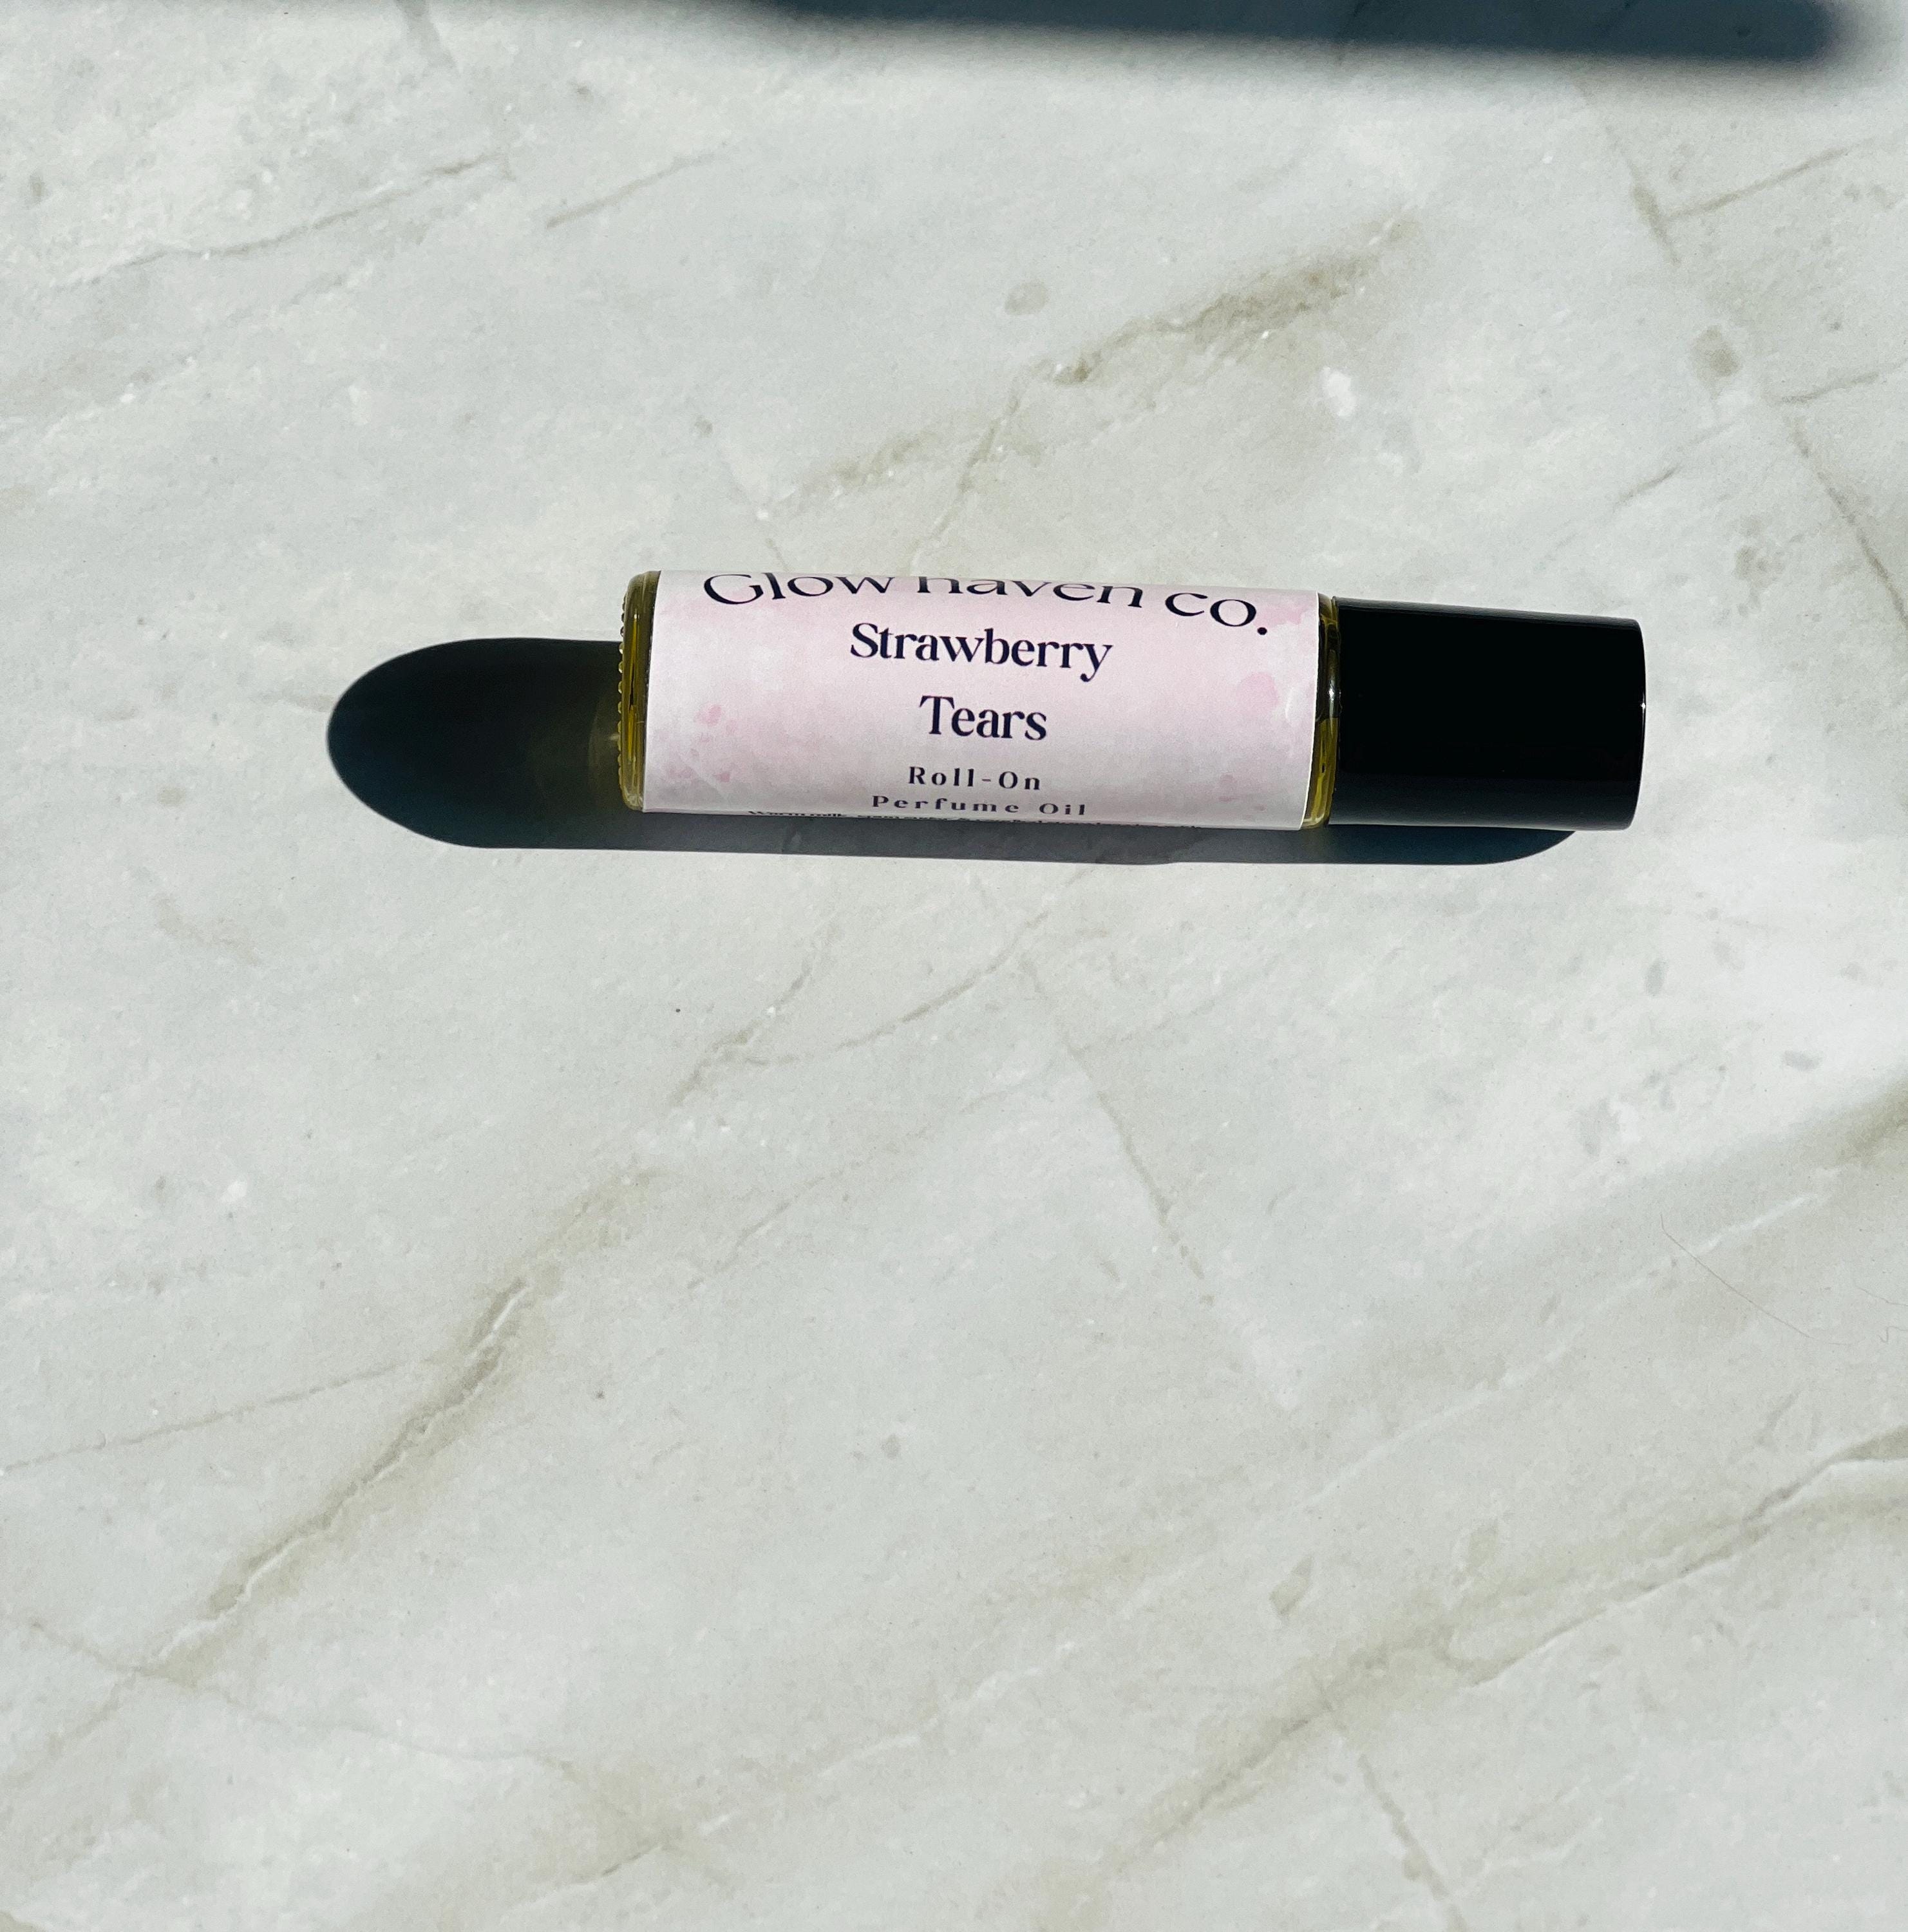 Glow haven co.
Strawberry
Tears
Roll-On
Perfume Oil